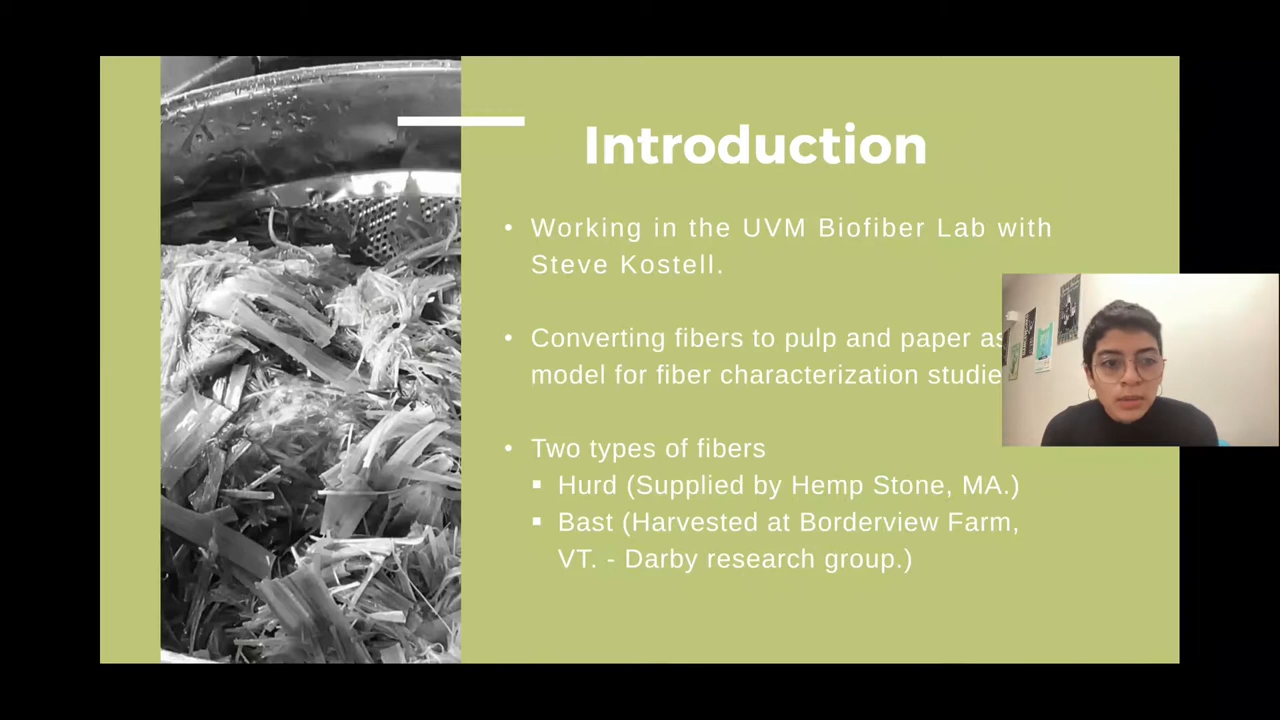 Introduction
• Working in the UVM Biofiber Lab with
Steve Kostell.
• Converting fibers to pulp and paper as
model for fiber characterization
▪ Two types of fibers
▪ Hurd (Supplied by Hemp Stone, MA.)
▪ Bast (Harvested at Borderview Farm,
VT. - Darby research group.)